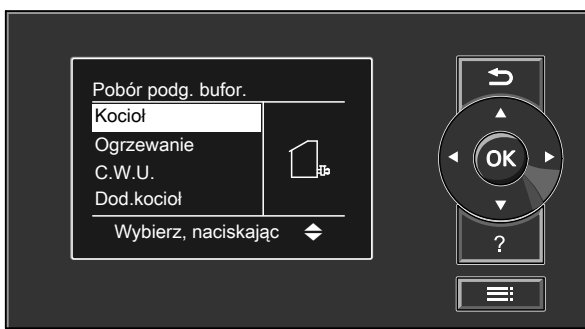 Pobór podg. bufor.
Kocioł
Ogrzewanie
C.W.U.
Dod.kocioł
Wybierz, naciskając
OK
?